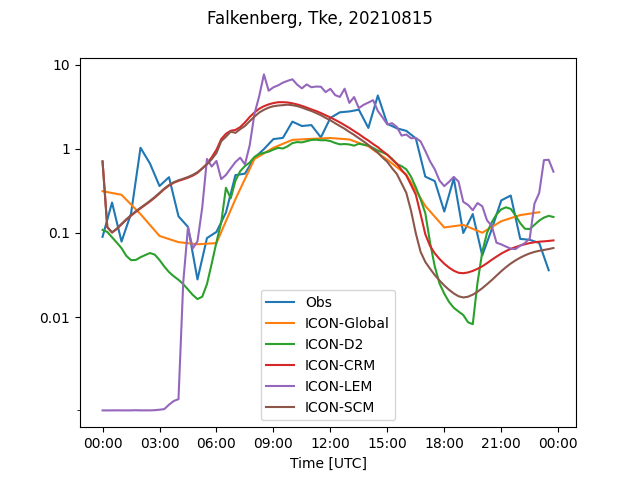 Falkenberg, Tke, 20210815
10
1
0.1
0.01
Obs
ICON-Global
ICON-D2
ICON-CRM
ICON-LEM
ICON-SCM
00:00 03:00 06:00 09:00 12:00 15:00 18:00 21:00 00:00
Time [UTC]